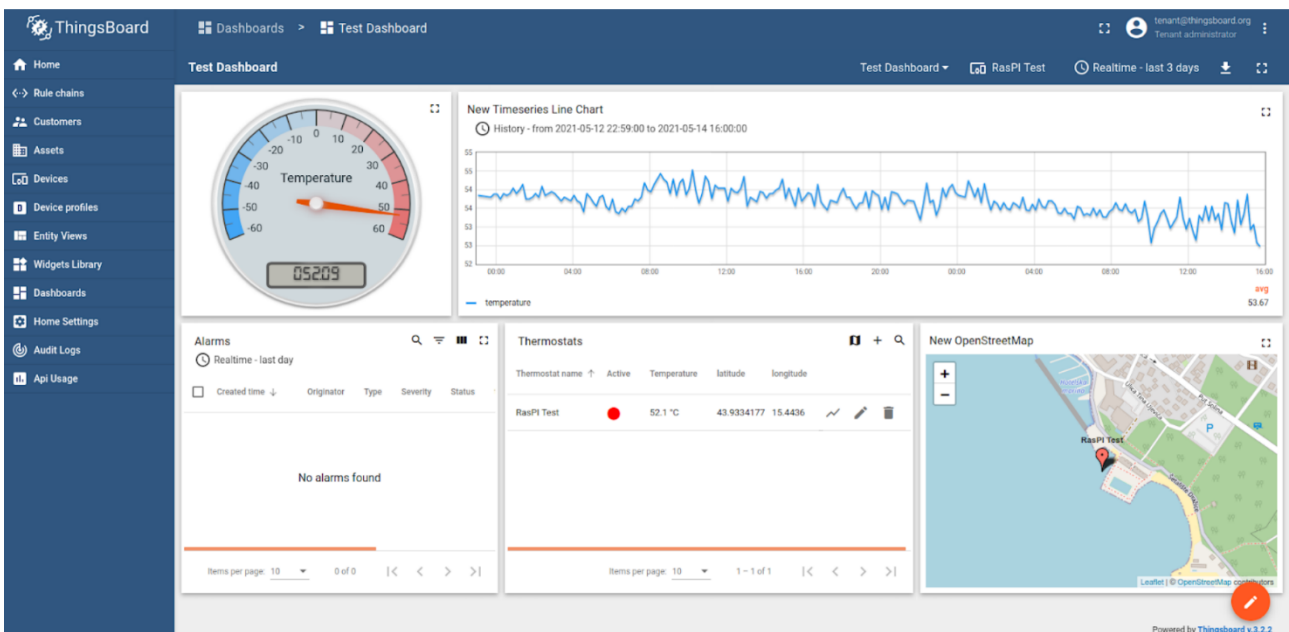 ThingsBoard
Dashboards > Test Dashboard
tenant@thingsboard.org
Tenant administrator
Home
Rule chains
Customers
Assets
Devices
Device profiles
Entity Views
Widgets Library
Dashboards
Home Settings
Audit Logs
Api Usage
Test Dashboard
Test Dashboard
RasPI Test
Realtime - last 3 days
-60
-50
-40
-30
-20
-10
0
10
20
30
40
50
60
Temperature
05209
New Timeseries Line Chart
History - from 2021-05-12 22:59:00 to 2021-05-14 16:00:00
55
55
54
54
53
53
52
00:00 04:00 08:00 12:00 16:00 20:00 00:00 04:00 08:00 12:00 16:00
avg
temperature 53.67
Alarms
Realtime - last day
Created time Originator Type Severity Status
No alarms found
Items per page: 10 0 of 0
Thermostats
Thermostat name Active Temperature latitude longitude
RasPI Test 52.1 °C 43.9334177 15.4436
Items per page: 10 1 – 1 of 1
New OpenStreetMap
+
−
RasPI Test
P
Leaflet | © OpenStreetMap contributors
Powered by Thingsboard v.3.2.2